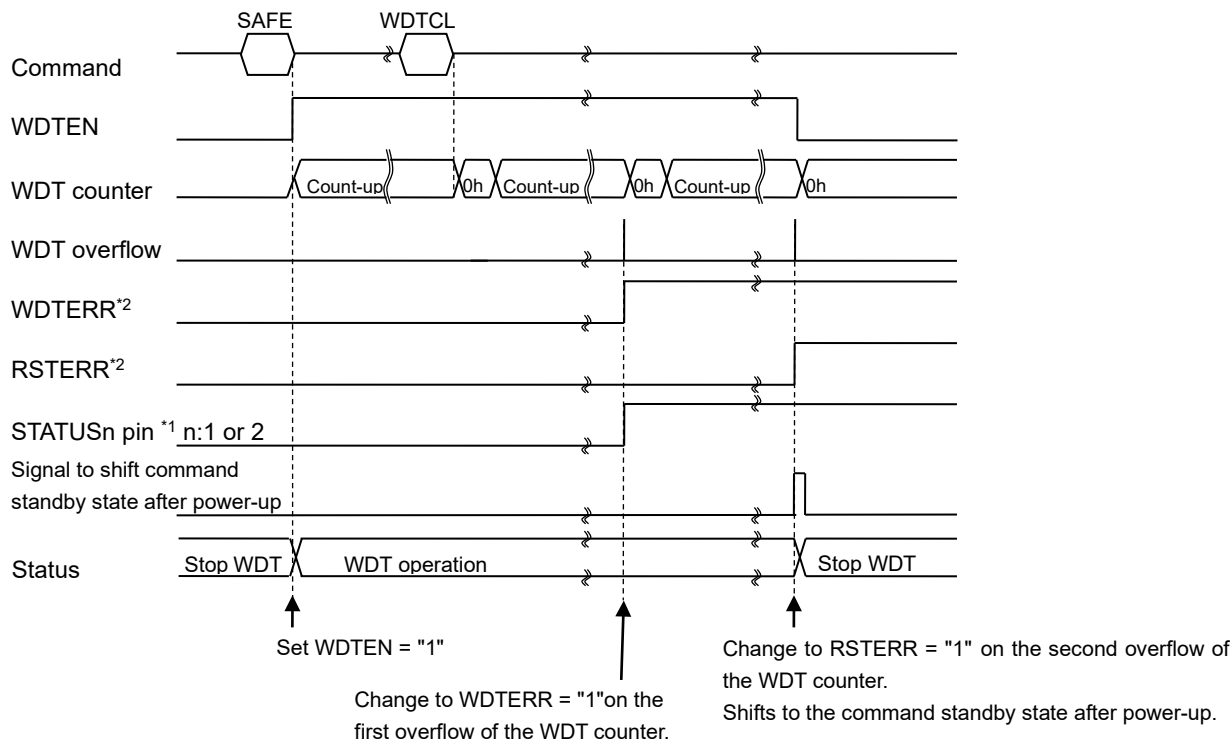 SAFE WDTCL
Command
WDTEN
WDT counter Count-up 0h Count-up 0h Count-up 0h
WDT overflow
WDTERR*2
RSTERR*2
STATUSn pin *1 n:1 or 2
Signal to shift command
standby state after power-up
Status Stop WDT WDT operation Stop WDT
Set WDTEN = "1"
Change to WDTERR = "1"on the
first overflow of the WDT counter.
Change to RSTERR = "1" on the second overflow of
the WDT counter.
Shifts to the command standby state after power-up.